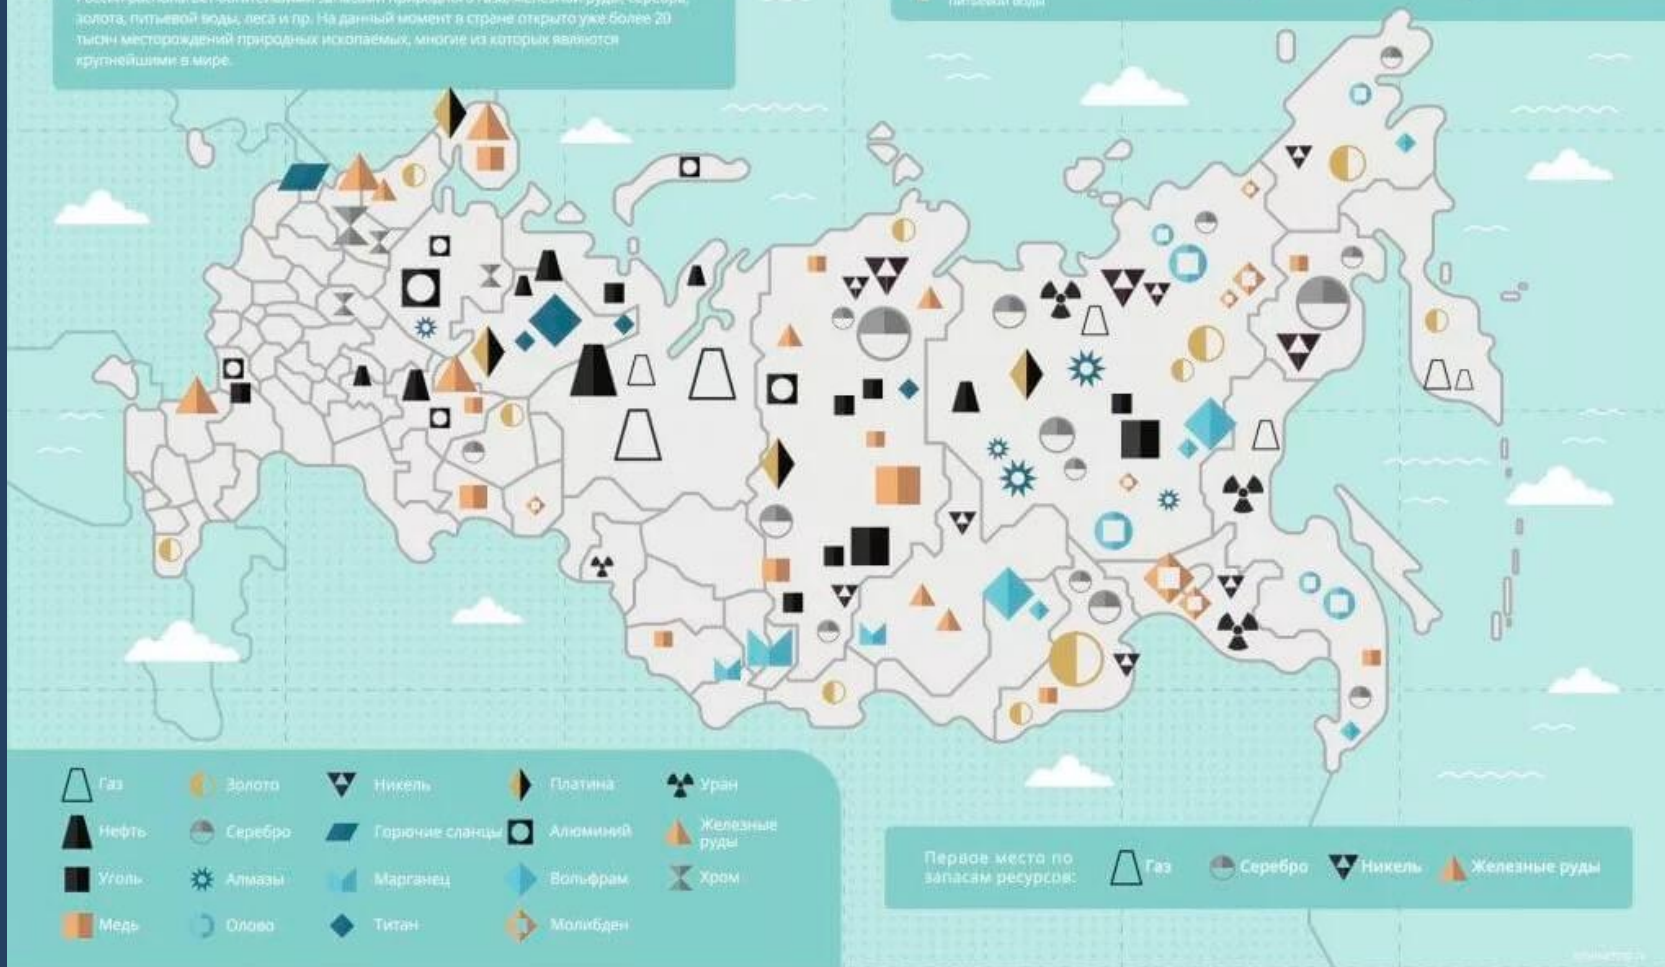 золота, питьевой воды, леса и пр. На данный момент в стране открыто уже более 20
тысяч месторождений природных ископаемых, многие из которых являются
крупнейшими в мире.
питьевой воды
Газ
Золото
Никель
Платина
Уран
Нефть
Серебро
Горючие сланцы
Алюминий
Железные
руды
Уголь
Алмазы
Марганец
Вольфрам
Хром
Медь
Олово
Титан
Молибден
Первое место по
запасам ресурсов:
Газ
Серебро
Никель
Железные руды